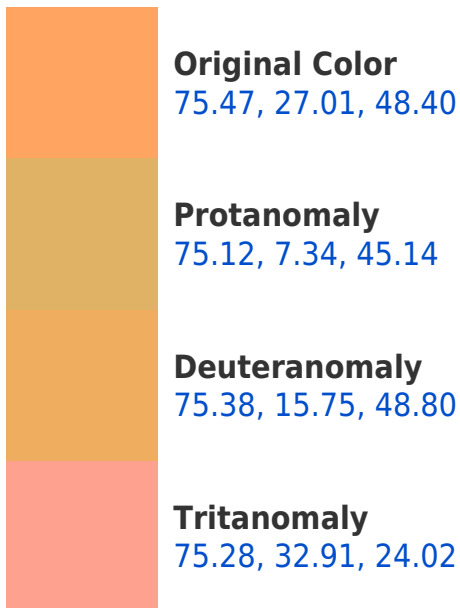 Original Color
75.47, 27.01, 48.40
Protanomaly
75.12, 7.34, 45.14
Deuteranomaly
75.38, 15.75, 48.80
Tritanomaly
75.28, 32.91, 24.02